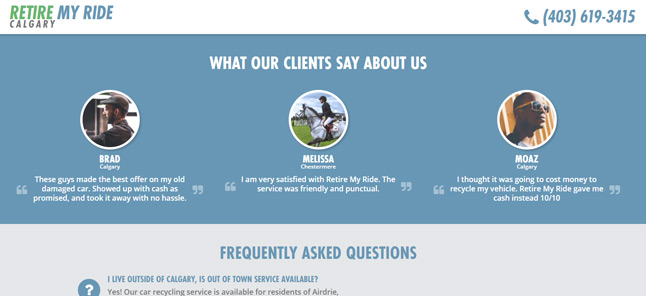 RETIRE MY RIDE
CALGARY
(403) 619-3415
WHAT OUR CLIENTS SAY ABOUT US
BRAD
Calgary
These guys made the best offer on my old
damaged car. Showed up with cash as
promised, and took it away with no hassle.
MELISSA
Chestermere
I am very satisfied with Retire My Ride. The
service was friendly and punctual.
MOAZ
Calgary
I thought it was going to cost money to
recycle my vehicle. Retire My Ride gave me
cash instead 10/10
FREQUENTLY ASKED QUESTIONS
I LIVE OUTSIDE OF CALGARY, IS OUT OF TOWN SERVICE AVAILABLE?
Yes! Our car recycling service is available for residents of Airdrie,